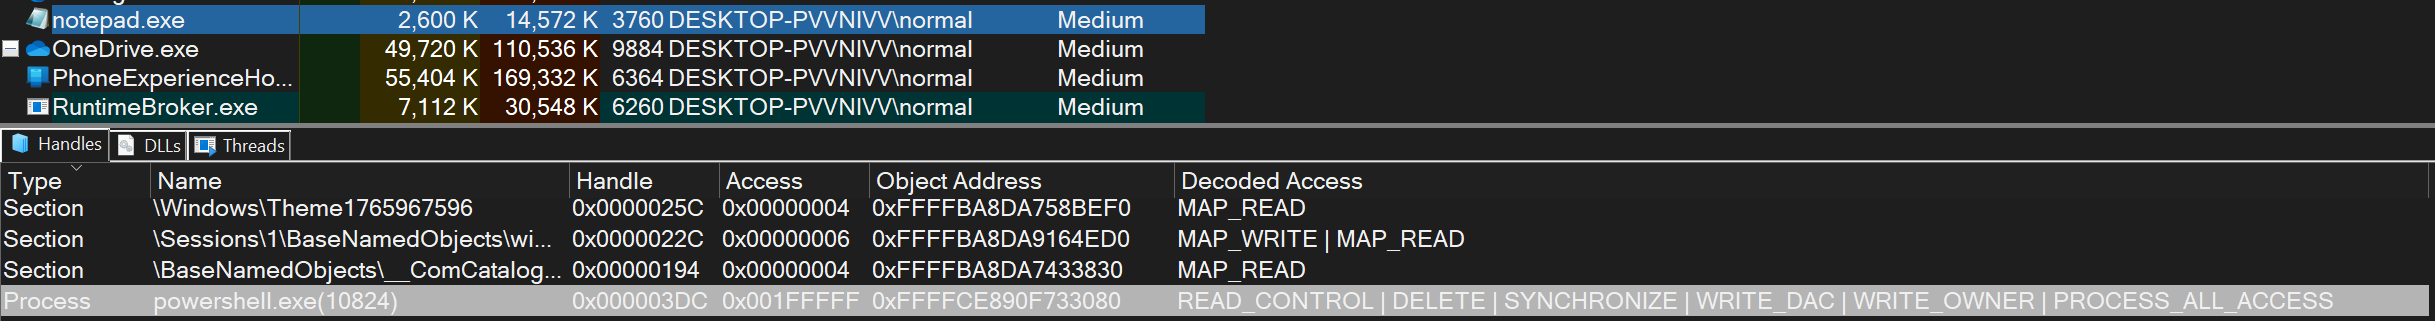 notepad.exe 2,600 K 14,572 K 3760 DESKTOP-PVVNIVV\normal Medium
OneDrive.exe 49,720 K 110,536 K 9884 DESKTOP-PVVNIVV\normal Medium
PhoneExperienceHo... 55,404 K 169,332 K 6364 DESKTOP-PVVNIVV\normal Medium
RuntimeBroker.exe 7,112 K 30,548 K 6260 DESKTOP-PVVNIVV\normal Medium
Handles DLLs Threads
Type Name Handle Access Object Address Decoded Access
Section \Windows\Theme1765967596 0x0000025C 0x00000004 0xFFFFBA8DA758BEF0 MAP_READ
Section \Sessions\1\BaseNamedObjects\wi... 0x0000022C 0x00000006 0xFFFFBA8DA9164ED0 MAP_WRITE | MAP_READ
Section \BaseNamedObjects\__ComCatalog... 0x00000194 0x00000004 0xFFFFBA8DA7433830 MAP_READ
Process powershell.exe(10824) 0x000003DC 0x001FFFFF 0xFFFFCE890F733080 READ_CONTROL | DELETE | SYNCHRONIZE | WRITE_DAC | WRITE_OWNER | PROCESS_ALL_ACCESS